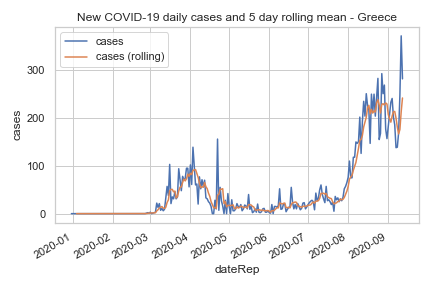 New COVID-19 daily cases and 5 day rolling mean - Greece
cases
cases (rolling)
300
200
100
0
cases
2020-01
2020-02
2020-03
2020-04
2020-05
2020-06
2020-07
2020-08
2020-09
dateRep